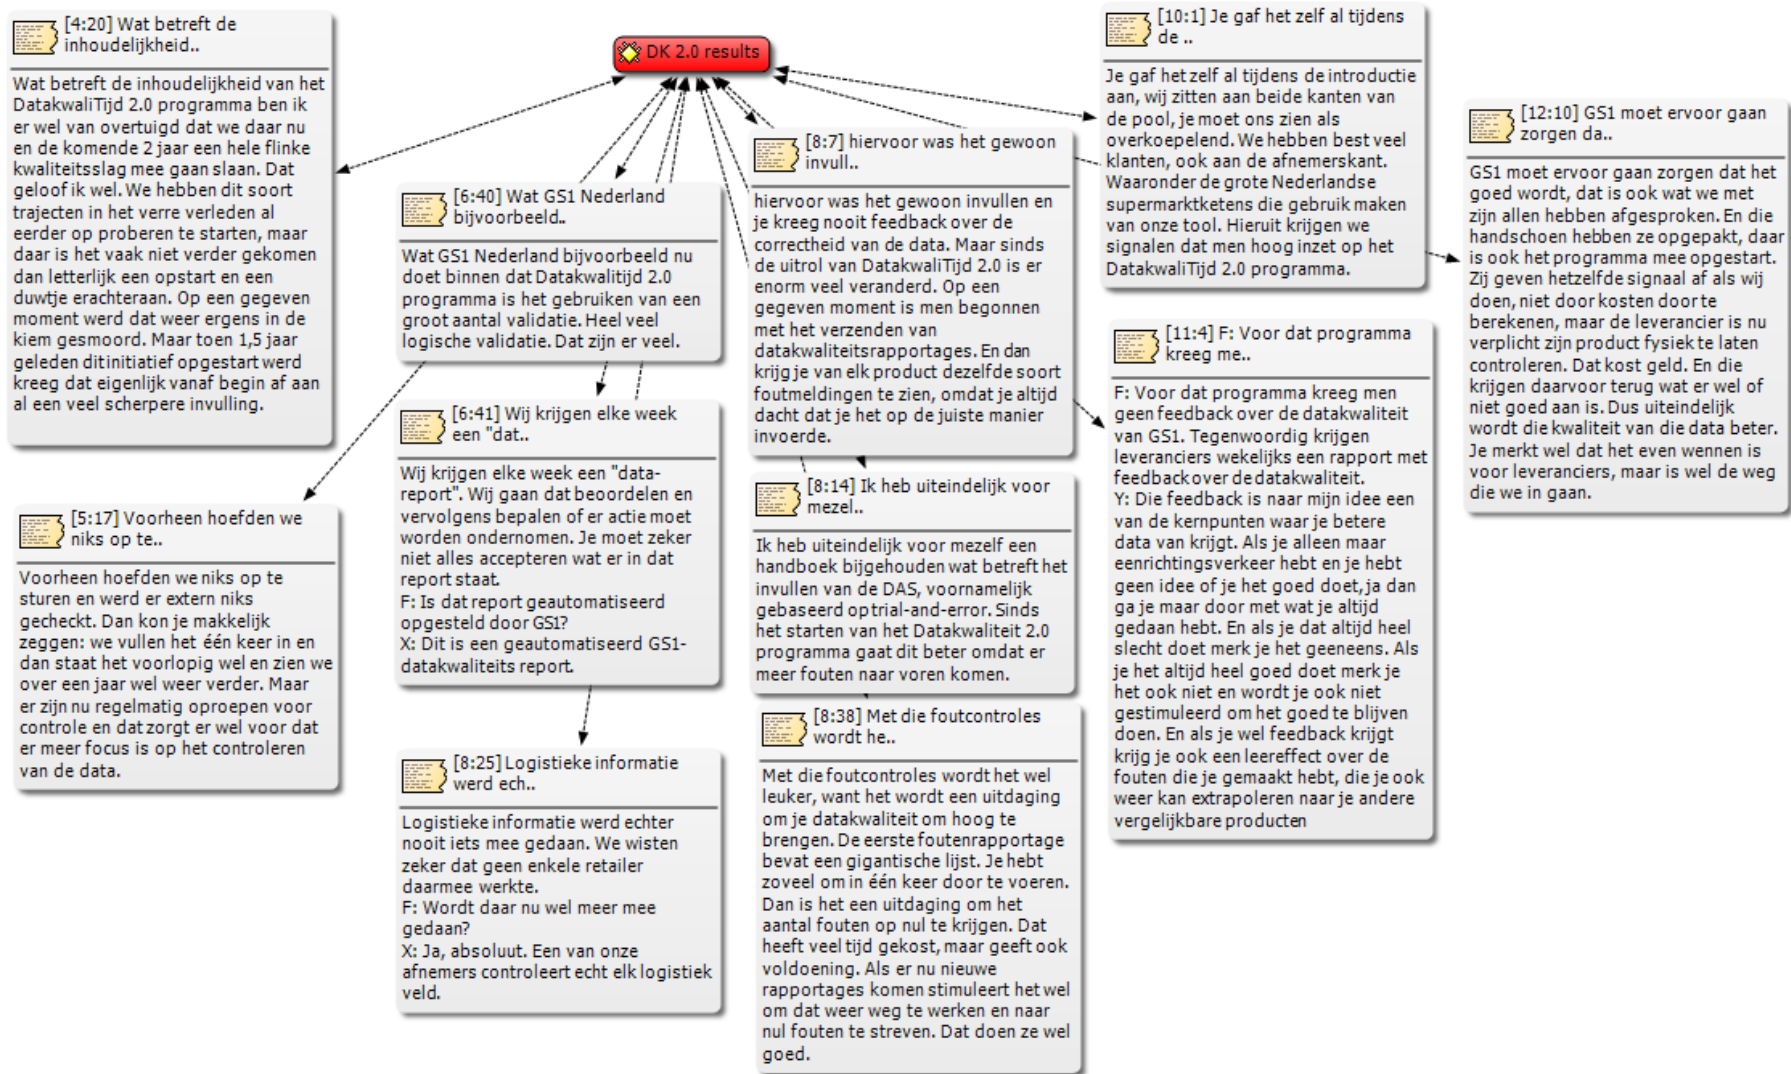 DK 2.0 results
[4:20] Wat betreft de
inhoudelijkheid..
Wat betreft de inhoudelijkheid van het
DatakwaliTijd 2.0 programma ben ik
er wel van overtuigd dat we daar nu
en de komende 2 jaar een hele flinke
kwaliteitsslag mee gaan slaan. Dat
geloof ik wel. We hebben dit soort
trajecten in het verre verleden al
eerder op proberen te starten, maar
daar is het vaak niet verder gekomen
dan letterlijk een opstart en een
duwtje erachteraan. Op een gegeven
moment werd dat weer ergens in de
kiem gesmoord. Maar toen 1,5 jaar
geleden dit initiatief opgestart werd
kreeg dat eigenlijk vanaf begin af aan
al een veel scherpere invulling.
[5:17] Voorheen hoefden we
niks op te..
Voorheen hoefden we niks op te
sturen en werd er extern niks
gecheckt. Dan kon je makkelijk
zeggen: we vullen het één keer in en
dan staat het voorlopig wel en zien we
over een jaar wel weer verder. Maar
er zijn nu regelmatig oproepen voor
controle en dat zorgt er wel voor dat
er meer focus is op het controleren
van de data.
[6:40] Wat GS1 Nederland
bijvoorbeeld..
Wat GS1 Nederland bijvoorbeeld nu
doet binnen dat Datakwalitijd 2.0
programma is het gebruiken van een
groot aantal validatie. Heel veel
logische validatie. Dat zijn er veel.
[6:41] Wij krijgen elke week
een "dat..
Wij krijgen elke week een "data-
report". Wij gaan dat beoordelen en
vervolgens bepalen of er actie moet
worden ondernomen. Je moet zeker
niet alles accepteren wat er in dat
report staat.
F: Is dat report geautomatiseerd
opgesteld door GS1?
X: Dit is een geautomatiseerd GS1-
datakwaliteits report.
[8:25] Logistieke informatie
werd ech..
Logistieke informatie werd echter
nooit iets mee gedaan. We wisten
zeker dat geen enkele retailer
daarmee werkte.
F: Wordt daar nu wel meer mee
gedaan?
X: Ja, absoluut. Een van onze
afnemers controleert echt elk logistiek
veld.
[8:7] hiervoor was het gewoon
invull..
hiervoor was het gewoon invullen en
je kreeg nooit feedback over de
correctheid van de data. Maar sinds
de uitrol van DatakwaliTijd 2.0 is er
enorm veel veranderd. Op een
gegeven moment is men begonnen
met het verzenden van
datakwaliteitsrapportages. En dan
krijg je van elk product dezelfde soort
foutmeldingen te zien, omdat je altijd
dacht dat je het op de juiste manier
invoerde.
[8:14] Ik heb uiteindelijk voor
mezel..
Ik heb uiteindelijk voor mezelf een
handboek bijgehouden wat betreft het
invullen van de DAS, voornamelijk
gebaseerd op trial-and-error. Sinds
het starten van het Datakwaliteit 2.0
programma gaat dit beter omdat er
meer fouten naar voren komen.
[8:38] Met die foutcontroles
wordt he..
Met die foutcontroles wordt het wel
leuker, want het wordt een uitdaging
om je datakwaliteit om hoog te
brengen. De eerste foutenrapportage
bevat een gigantische lijst. Je hebt
zoveel om in één keer door te voeren.
Dan is het een uitdaging om het
aantal fouten op nul te krijgen. Dat
heeft veel tijd gekost, maar geeft ook
voldoening. Als er nu nieuwe
rapportages komen stimuleert het wel
om dat weer weg te werken en naar
nul fouten te streven. Dat doen ze wel
goed.
[10:1] Je gaf het zelf al tijdens
de ..
Je gaf het zelf al tijdens de introductie
aan, wij zitten aan beide kanten van
de pool, je moet ons zien als
overkoepelend. We hebben best veel
klanten, ook aan de afnemerskant.
Waaronder de grote Nederlandse
supermarktketens die gebruik maken
van onze tool. Hieruit krijgen we
signalen dat men hoog inzet op het
DatakwaliTijd 2.0 programma.
[11:4] F: Voor dat programma
kreeg me..
F: Voor dat programma kreeg men
geen feedback over de datakwaliteit
van GS1. Tegenwoordig krijgen
leveranciers wekelijks een rapport met
feedback over de datakwaliteit.
Y: Die feedback is naar mijn idee een
van de kernpunten waar je betere
data van krijgt. Als je alleen maar
eenrichtingsverkeer hebt en je hebt
geen idee of je het goed doet, ja dan
ga je maar door met wat je altijd
gedaan hebt. En als je dat altijd heel
slecht doet merk je het geeneens. Als
je het altijd heel goed doet merk je
het ook niet en wordt je ook niet
gestimuleerd om het goed te blijven
doen. En als je wel feedback krijgt
krijg je ook een leereffect over de
fouten die je gemaakt hebt, die je ook
weer kan extrapoleren naar je andere
vergelijkbare producten
[12:10] GS1 moet ervoor gaan
zorgen da..
GS1 moet ervoor gaan zorgen dat het
goed wordt, dat is ook wat we met
zijn allen hebben afgesproken. En die
handschoen hebben ze opgepakt, daar
is ook het programma mee opgestart.
Zij geven hetzelfde signaal af als wij
doen, niet door kosten door te
berekenen, maar de leverancier is nu
verplicht zijn product fysiek te laten
controleren. Dat kost geld. En die
krijgen daarvoor terug wat er wel of
niet goed aan is. Dus uiteindelijk
wordt die kwaliteit van die data beter.
Je merkt wel dat het even wennen is
voor leveranciers, maar is wel de weg
die we in gaan.